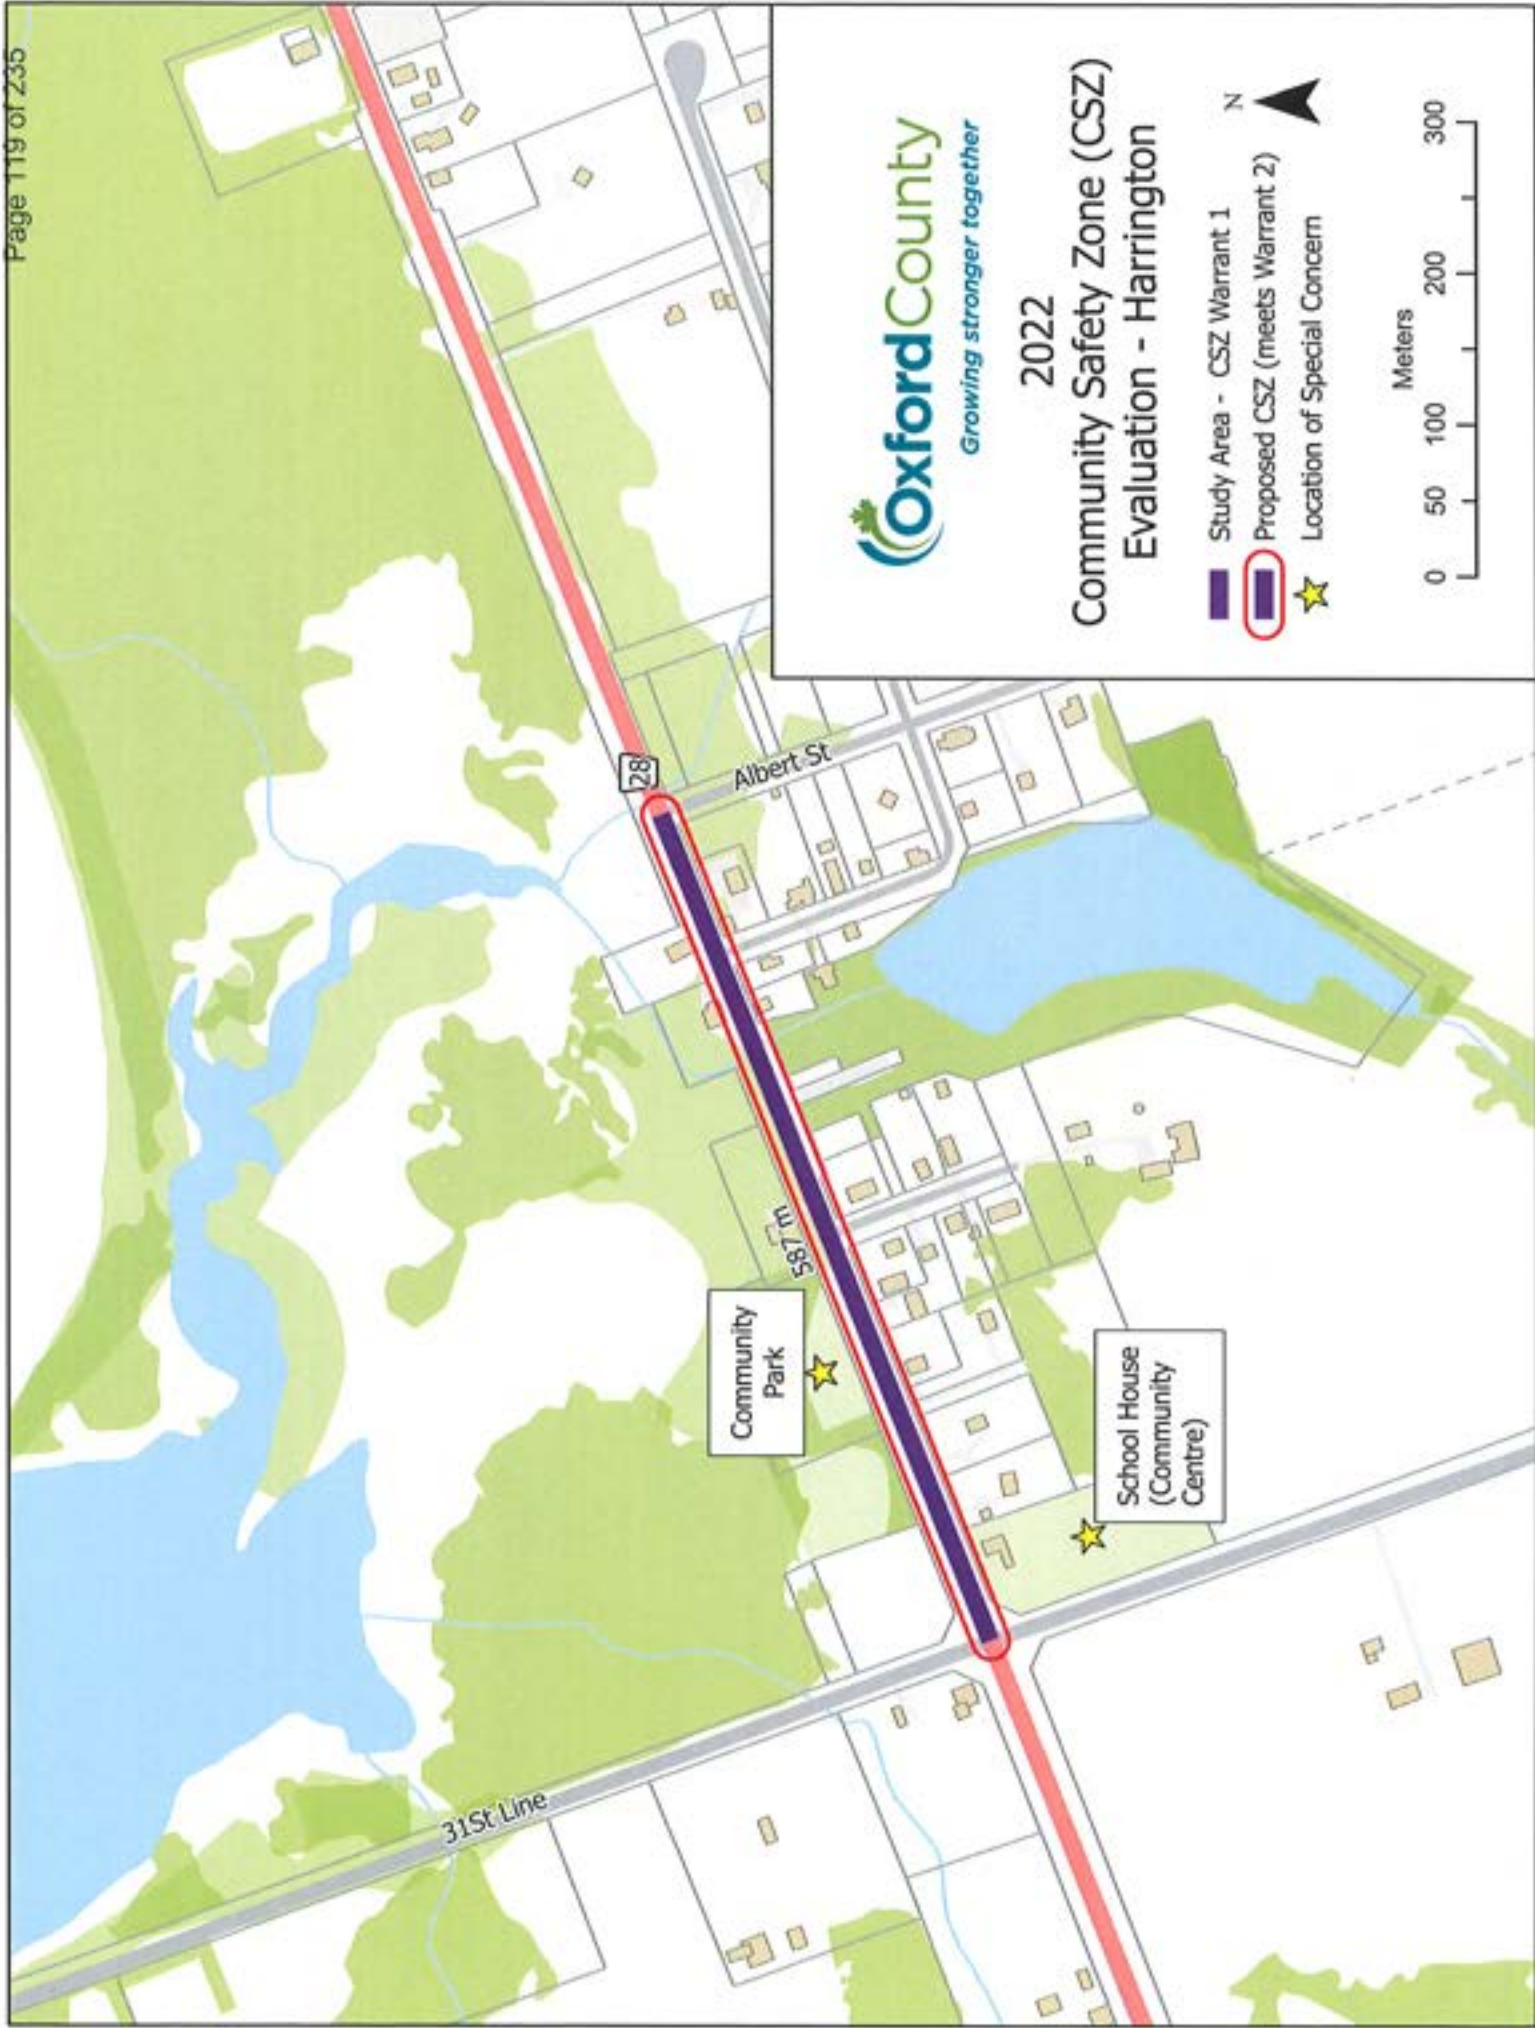 Page 119 of 235
OxfordCounty
Growing stronger together
2022
Community Safety Zone (CSZ)
Evaluation - Harrington
Study Area - CSZ Warrant 1
Proposed CSZ (meets Warrant 2)
Location of Special Concern
N
Meters
0 50 100 200 300
28
Albert St
587 m
Community
Park
School House
(Community
Centre)
31St Line